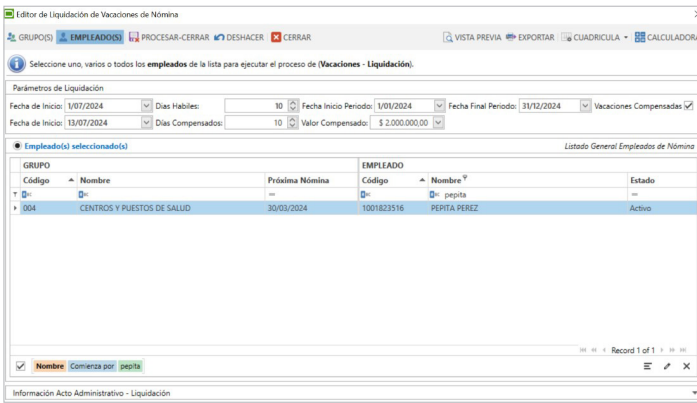 Editor de Liquidación de Vacaciones de Nómina
GRUPO(S) EMPLEADO(S) PROCESAR-CERRAR DESHACER CERRAR VISTA PREVIA EXPORTAR CUADRICULA CALCULADORA
Seleccione uno, varios o todos los empleados de la lista para ejecutar el proceso de (Vacaciones - Liquidación).
Parámetros de Liquidación
Fecha de Inicio: 1/07/2024 Dias Habiles: 10 Fecha Inicio Periodo: 1/01/2024 Fecha Final Periodo: 31/12/2024 Vacaciones Compensadas
Fecha de Inicio: 13/07/2024 Días Compensados: 10 Valor Compensado: $ 2.000.000,00
Empleado(s) seleccionado(s) Listado General Empleados de Nómina
GRUPO EMPLEADO
Código Nombre Próxima Nómina Código Nombre Estado
pepita
004 CENTROS Y PUESTOS DE SALUD 30/03/2024 1001823516 PEPITA PEREZ Activo
Record 1 of 1
Nombre Comienza por pepita
Información Acto Administrativo - Liquidación